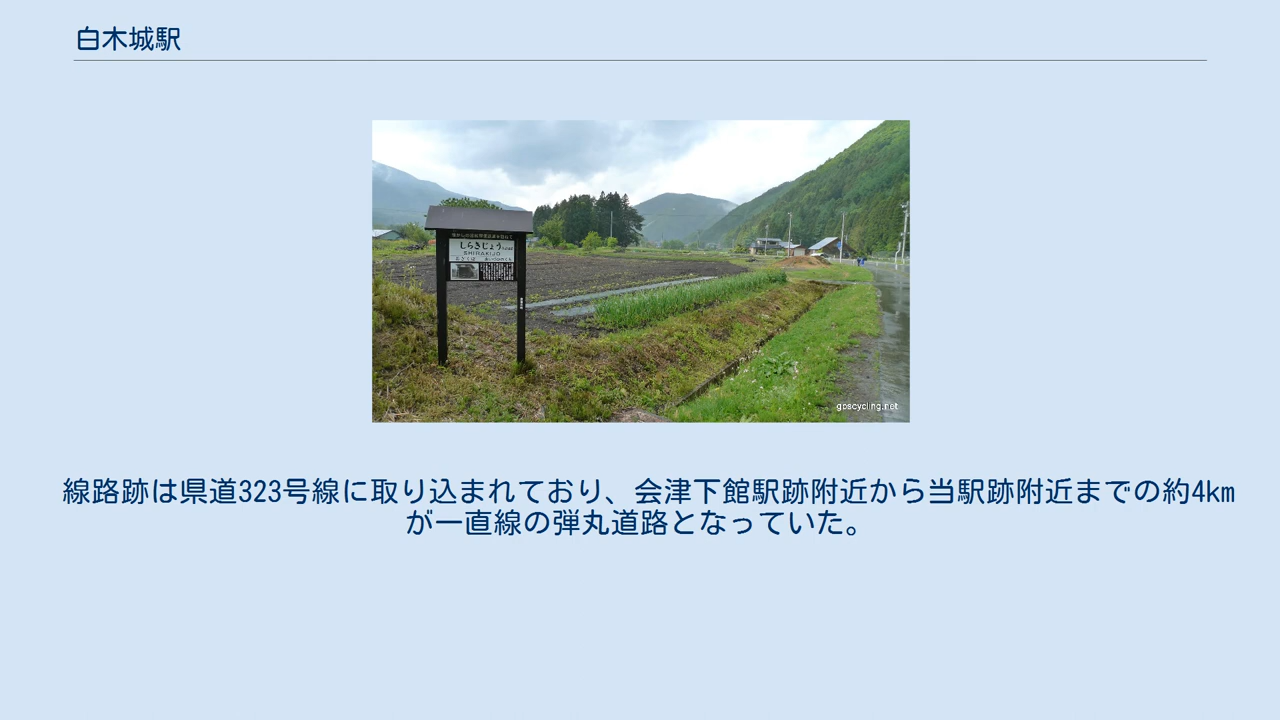 白木城駅
しらきじょう
SHIRAKIJO
gpscycling.net
線路跡は県道323号線に取り込まれており、会津下館駅跡附近から当駅跡附近までの約4km
が一直線の弾丸道路となっていた。